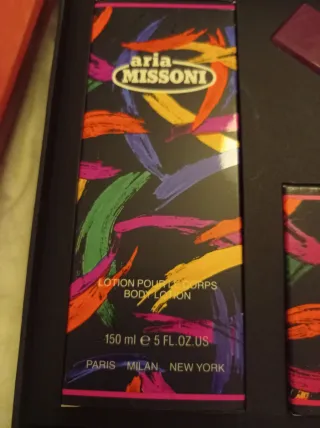 aria
MISSONI
LOTION POUR LE CORPS
BODY LOTION
150 ml e 5 FL.OZ.US
PARIS MILAN NEW YORK